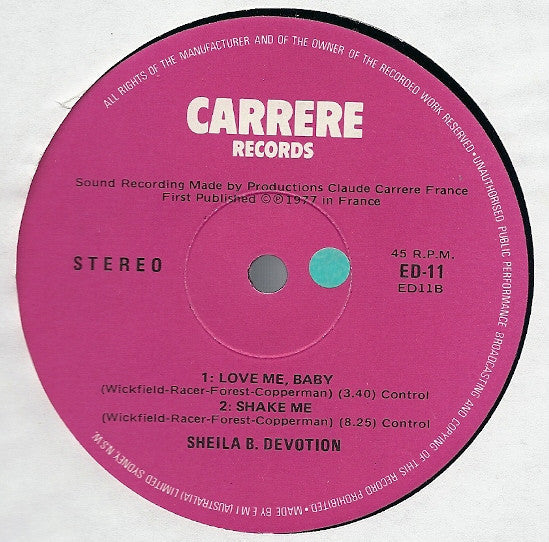 ALL RIGHTS OF THE MANUFACTURER AND OF THE OWNER OF THE RECORDED WORK RESERVED • UNAUTHORISED PUBLIC PERFORMANCE BROADCASTING AND COPYING OF THIS RECORD PROHIBITED • MADE BY E M I (AUSTRALIA) LIMITED SYDNEY, N.S.W.
CARRERE
RECORDS
Sound Recording Made by Productions Claude Carrere France
First Published ©℗1977 in France
STEREO
45 R.P.M.
ED-11
ED11B
1: LOVE ME, BABY
(Wickfield-Racer-Forest-Copperman) (3.40) Control
2: SHAKE ME
(Wickfield-Racer-Forest-Copperman) (8.25) Control
SHEILA B. DEVOTION